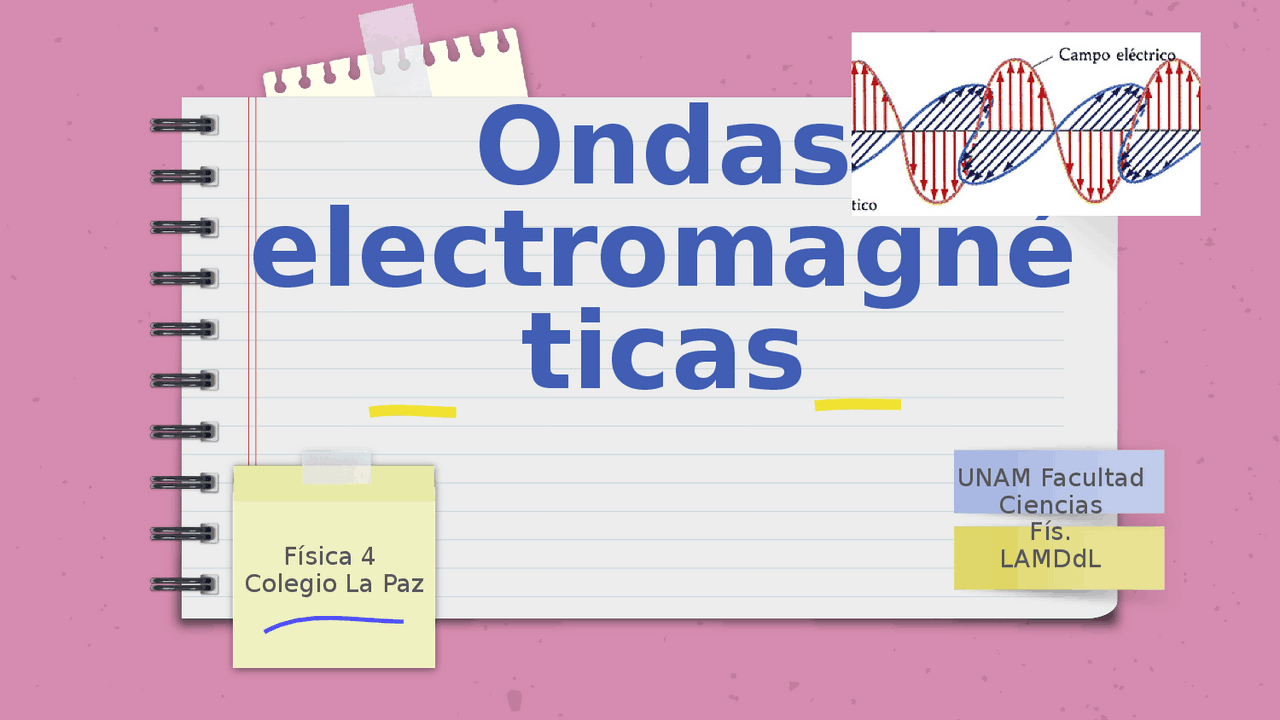 Campo eléctrico
tico
Ondas
electromagné
ticas
UNAM Facultad
Ciencias
Fís.
LAMDdL
Física 4
Colegio La Paz